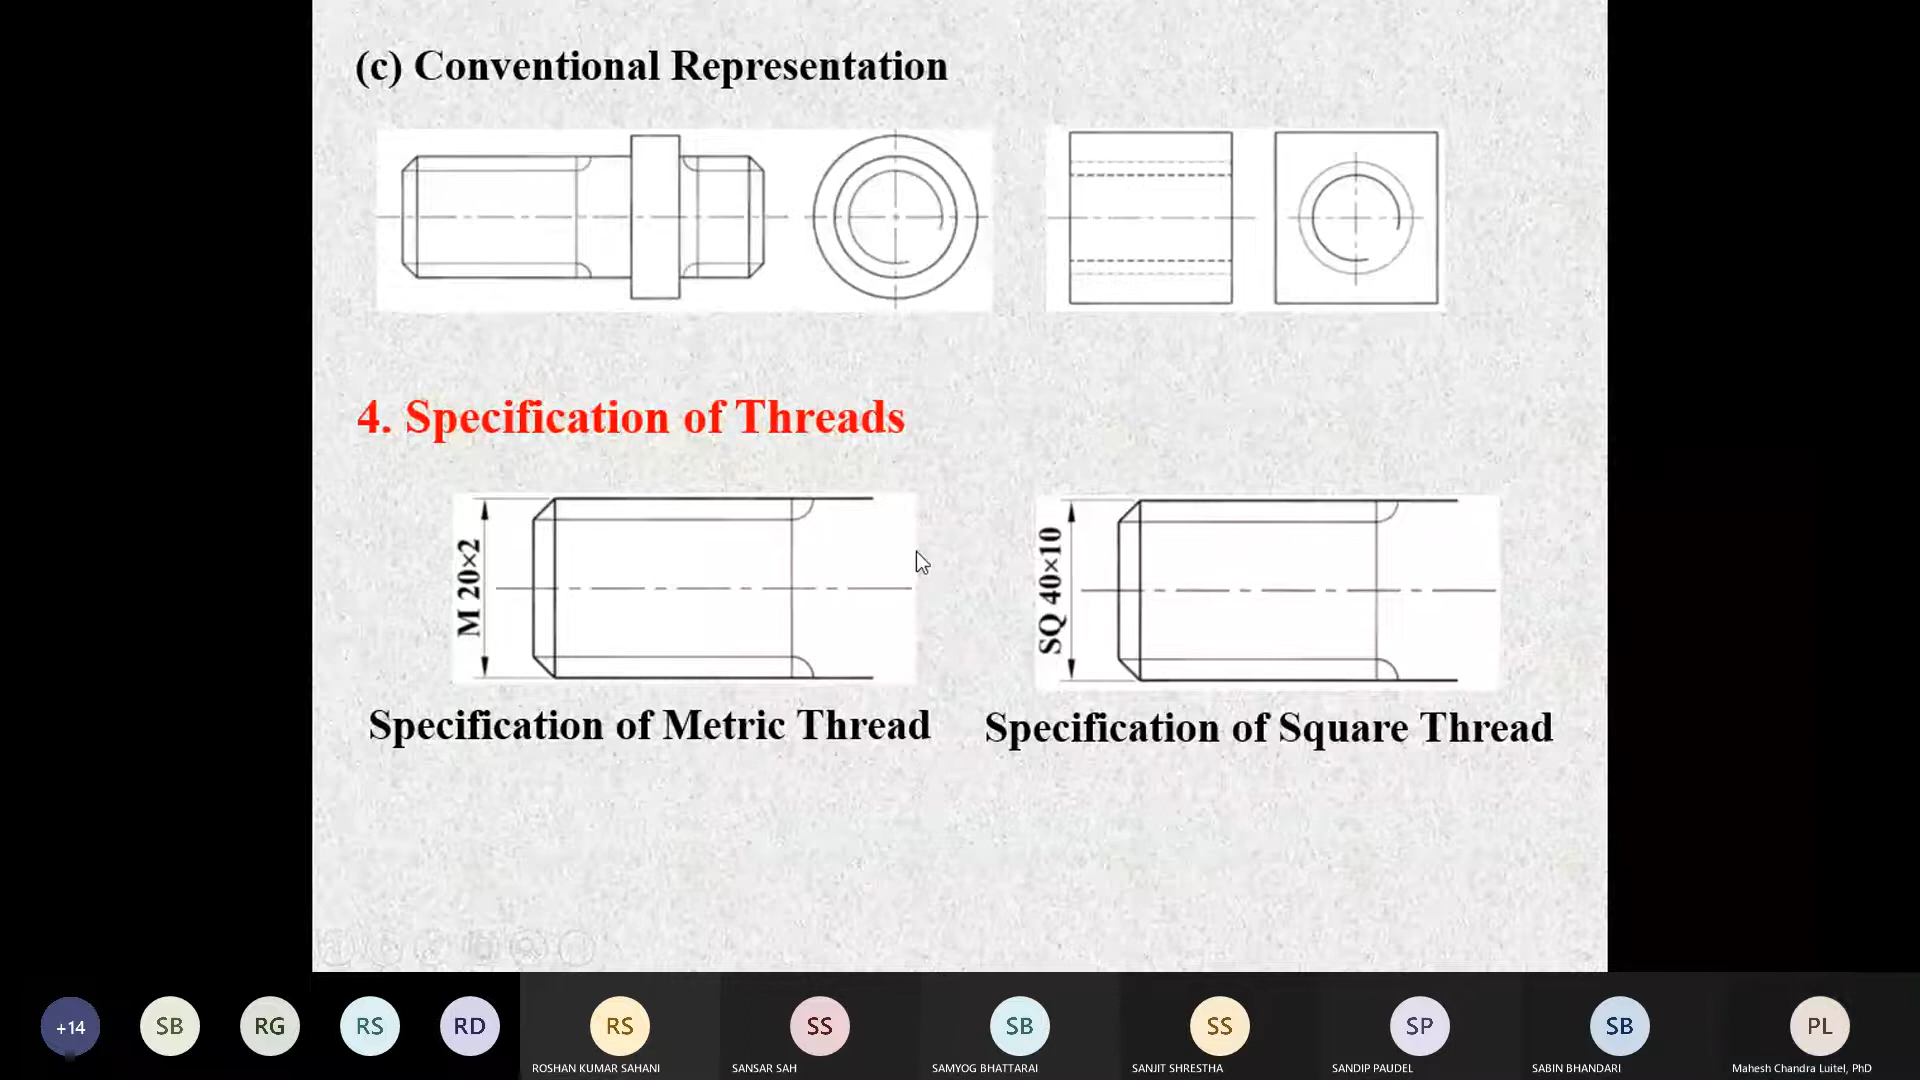 (c) Conventional Representation
4. Specification of Threads
M 20×2
SQ 40×10
Specification of Metric Thread
Specification of Square Thread
+14
SB
RG
RS
RD
RS
SS
SB
SS
SP
SB
PL
ROSHAN KUMAR SAHANI
SANSAR SAH
SAMYOG BHATTARAI
SANJIT SHRESTHA
SANDIP PAUDEL
SABIN BHANDARI
Mahesh Chandra Luitel, PhD